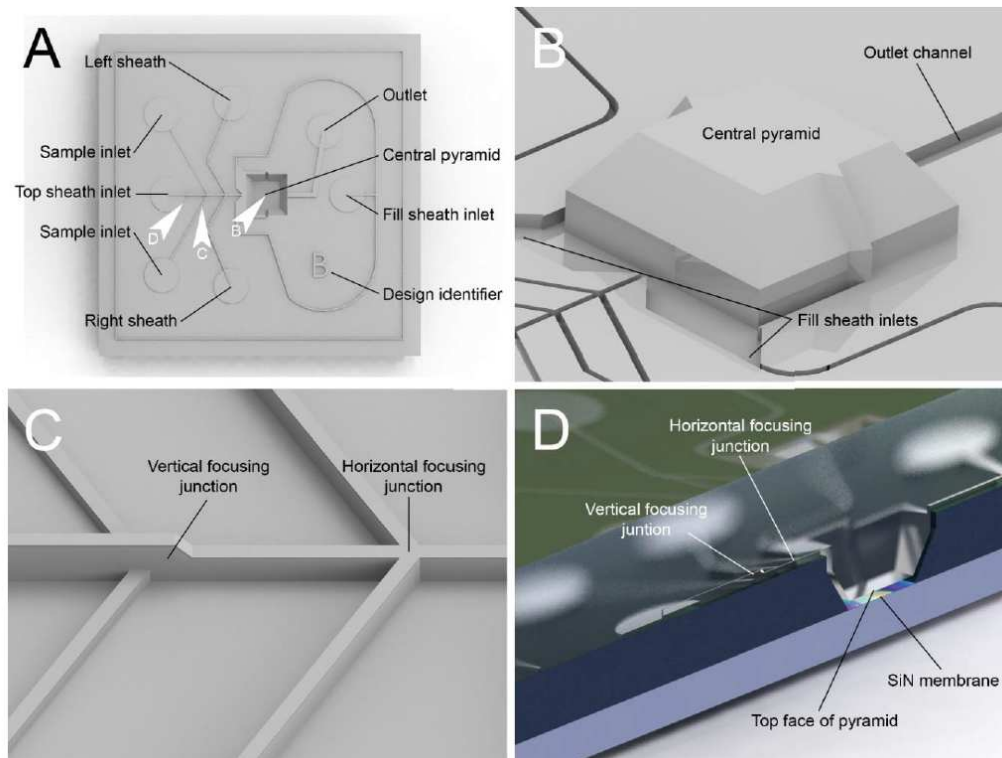 A
Left sheath
Sample inlet
Top sheath inlet
Sample inlet
Right sheath
Outlet
Central pyramid
Fill sheath inlet
Design identifier
D
C
B
B
B
Outlet channel
Central pyramid
Fill sheath inlets
C
Vertical focusing
junction
Horizontal focusing
junction
D
Horizontal focusing
junction
Vertical focusing
juntion
SiN membrane
Top face of pyramid